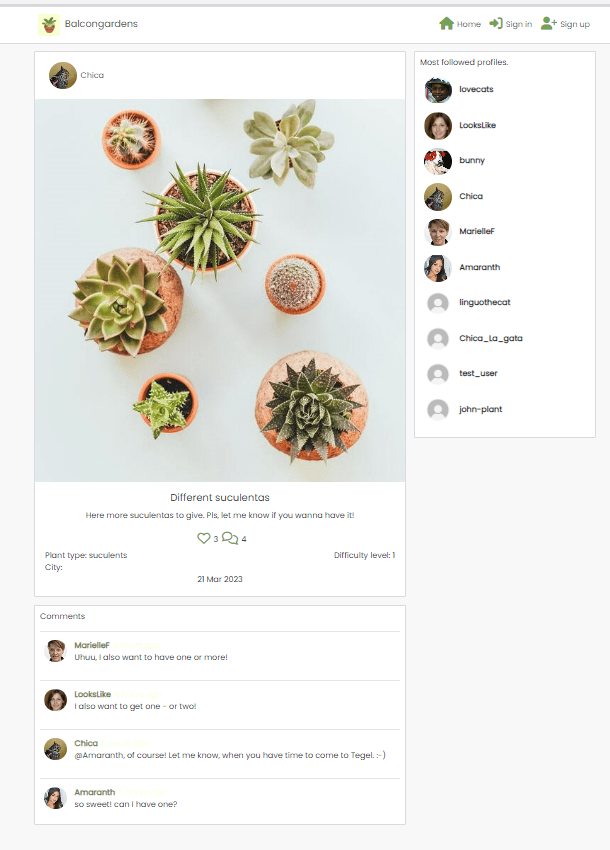 Balcongardens
Home
Sign in
Sign up
Chica
Different suculentas
Here more suculentas to give. Pls, let me know if you wanna have it!
3
4
Plant type: suculents
Difficulty level: 1
City:
21 Mar 2023
Comments
MarielleF
Uhuu, I also want to have one or more!
LooksLike
I also want to get one - or two!
Chica
@Amaranth, of course! Let me know, when you have time to come to Tegel. :-)
Amaranth
so sweet! can I have one?
Most followed profiles.
lovecats
LooksLike
bunny
Chica
MarielleF
Amaranth
linguothecat
Chica_La_gata
test_user
john-plant